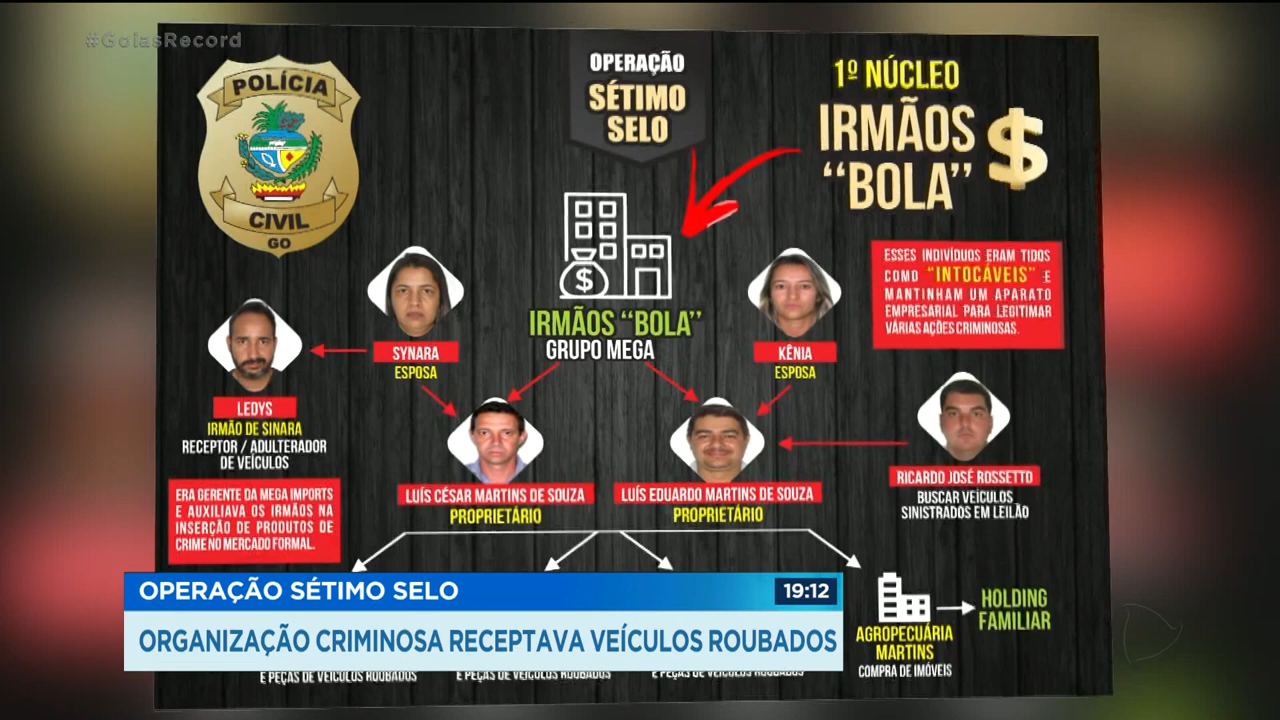 #GoiasRecord
POLÍCIA
CIVIL
GO
OPERAÇÃO
SÉTIMO
SELO
1º NÚCLEO
IRMÃOS
“BOLA”
$
$
IRMÃOS “BOLA”
GRUPO MEGA
ESSES INDIVÍDUOS ERAM TIDOS
COMO “INTOCÁVEIS” E
MANTINHAM UM APARATO
EMPRESARIAL PARA LEGITIMAR
VÁRIAS AÇÕES CRIMINOSAS.
SYNARA
ESPOSA
KÊNIA
ESPOSA
LEDYS
IRMÃO DE SINARA
RECEPTOR / ADULTERADOR
DE VEÍCULOS
ERA GERENTE DA MEGA IMPORTS
E AUXILIAVA OS IRMÃOS NA
INSERÇÃO DE PRODUTOS DE
CRIME NO MERCADO FORMAL.
LUÍS CÉSAR MARTINS DE SOUZA
PROPRIETÁRIO
LUÍS EDUARDO MARTINS DE SOUZA
PROPRIETÁRIO
RICARDO JOSÉ ROSSETTO
BUSCAR VEÍCULOS
SINISTRADOS EM LEILÃO
OPERAÇÃO SÉTIMO SELO
19:12
ORGANIZAÇÃO CRIMINOSA RECEPTAVA VEÍCULOS ROUBADOS
AGROPECUÁRIA
MARTINS
COMPRA DE IMÓVEIS
HOLDING
FAMILIAR
E PEÇAS DE VEÍCULOS ROUBADOS
E PEÇAS DE VEÍCULOS ROUBADOS
E PEÇAS DE VEÍCULOS ROUBADOS